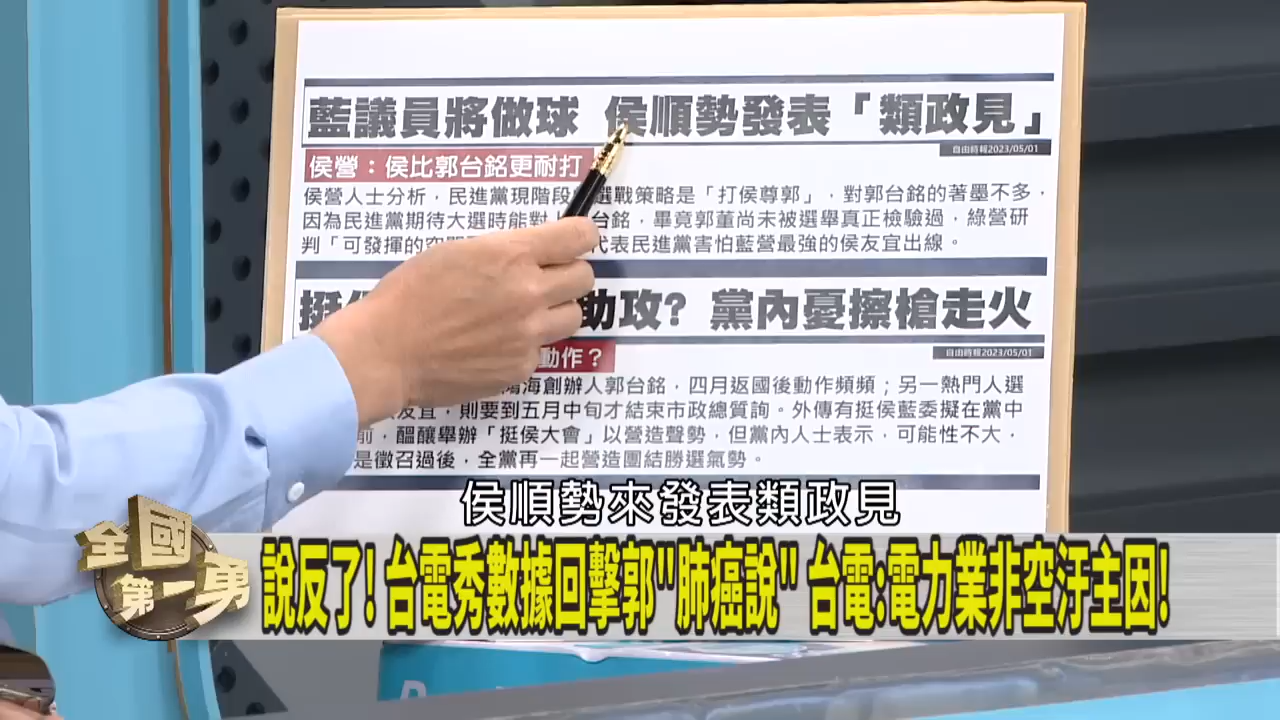 藍議員將做球 侯順勢發表「類政見」
自由時報2023/05/01
侯營：侯比郭台銘更耐打
侯營人士分析，民進黨現階段 選戰策略是「打侯尊郭」，對郭台銘的著墨不多，
因為民進黨期待大選時能對 台銘，畢竟郭董尚未被選舉真正檢驗過，綠營研
判「可發揮的 代表民進黨害怕藍營最強的侯友宜出線。
挺 助攻？黨內憂擦槍走火
自由時報2023/05/01
動作？
鴻海創辦人郭台銘，四月返國後動作頻頻；另一熱門人選
友宜，則要到五月中旬才結束市政總質詢。外傳有挺侯藍委擬在黨中
前，醞釀舉辦「挺侯大會」以營造聲勢，但黨內人士表示，可能性不大，
是徵召過後，全黨再一起營造團結勝選氣勢。
侯順勢來發表類政見
全國第一勇
說反了!台電秀數據回擊郭"肺癌說" 台電:電力業非空汙主因!